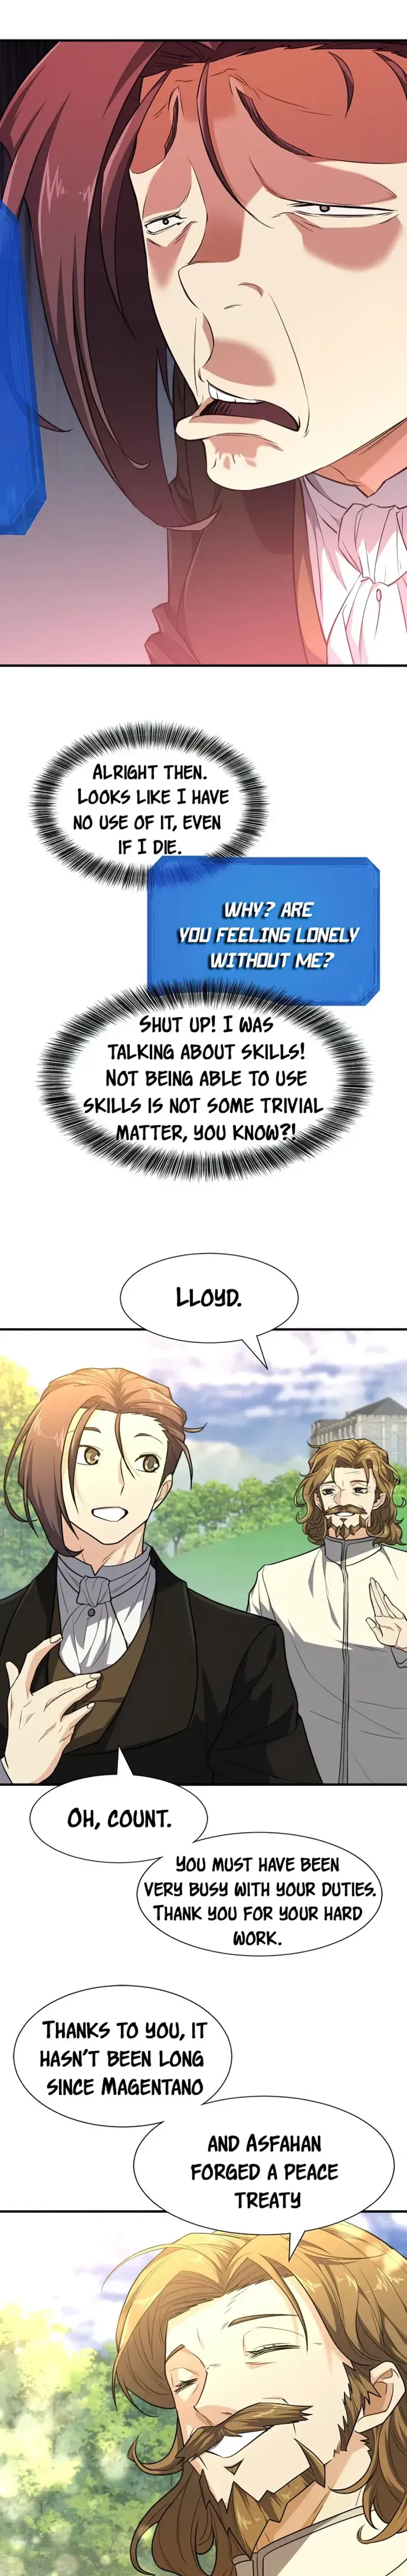 ALRIGHT THEN.
LOOKS LIKE I HAVE
NO USE OF IT, EVEN
IF I DIE.
WHY? ARE
YOU FEELING LONELY
WITHOUT ME?
SHUT UP! I WAS
TALKING ABOUT SKILLS!
NOT BEING ABLE TO USE
SKILLS IS NOT SOME TRIVIAL
MATTER, YOU KNOW?!
LLOYD.
OH, COUNT.
YOU MUST HAVE BEEN
VERY BUSY WITH YOUR DUTIES.
THANK YOU FOR YOUR HARD
WORK.
THANKS TO YOU, IT
HASN'T BEEN LONG
SINCE MAGENTANO
AND ASFAHAN
FORGED A PEACE
TREATY